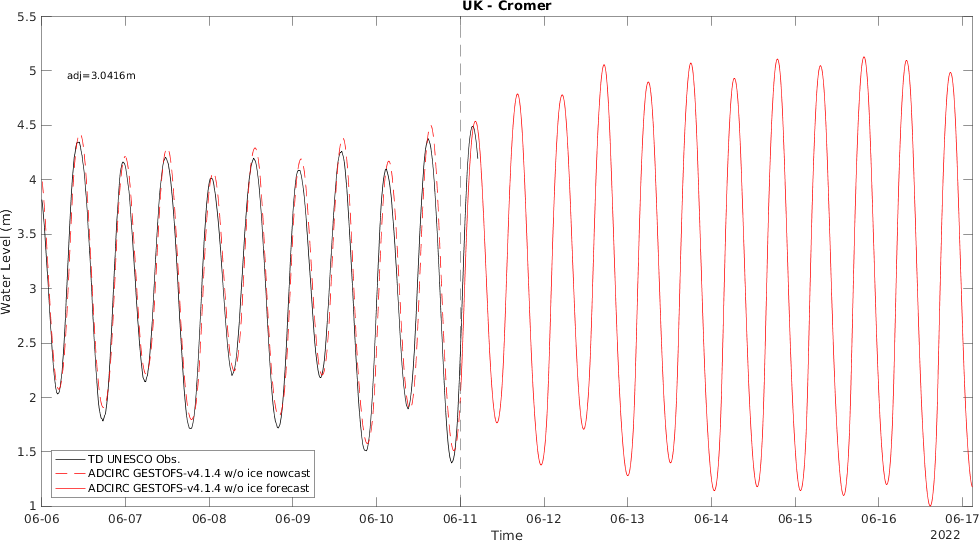 UK - Cromer
5.5
5
4.5
4
3.5
3
2.5
2
1.5
1
Water Level (m)
adj=3.0416m
TD UNESCO Obs.
ADCIRC GESTOFS-v4.1.4 w/o ice nowcast
ADCIRC GESTOFS-v4.1.4 w/o ice forecast
06-06 06-07 06-08 06-09 06-10 06-11 06-12 06-13 06-14 06-15 06-16 06-17
Time
2022